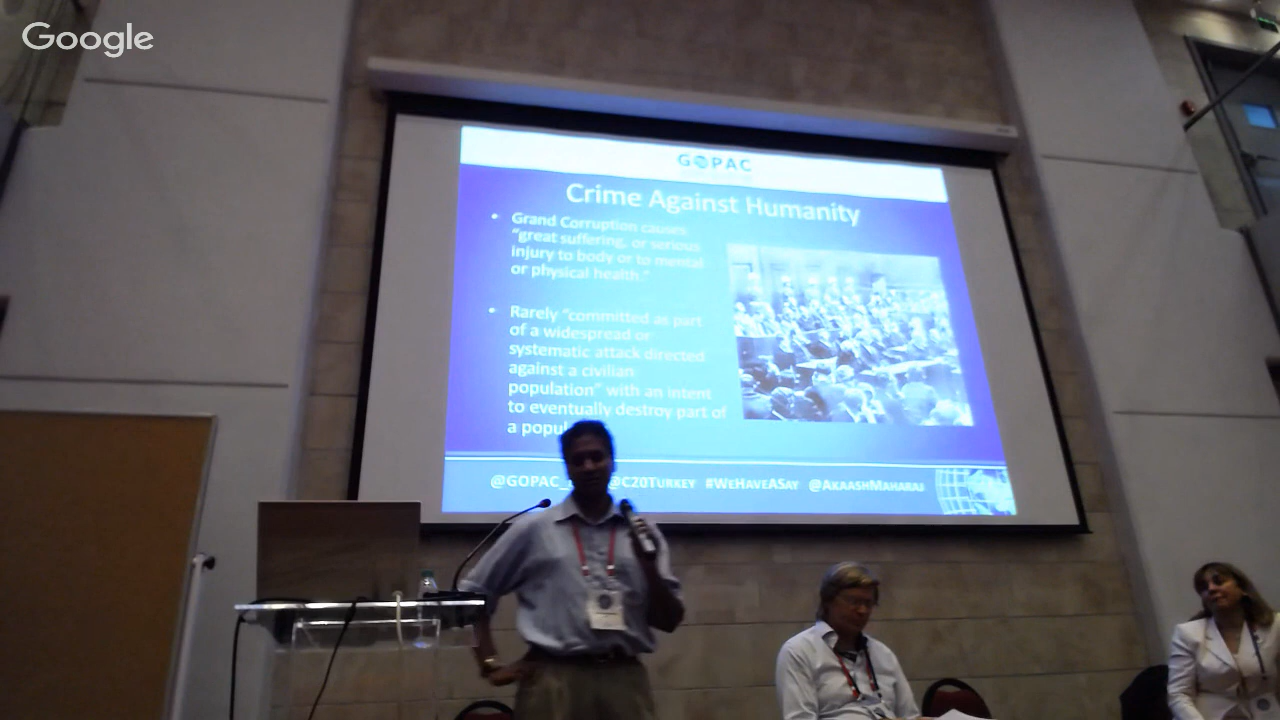 Google
GOPAC
Crime Against Humanity
• Grand Corruption causes
"great suffering, or serious
injury to body or to mental
or physical health."
• Rarely "committed as part
of a widespread or
systematic attack directed
against a civilian
population" with an intent
to eventually destroy part of
a
@C20TURKEY #WEHAVEASAY @AKAASHMAHARAJ